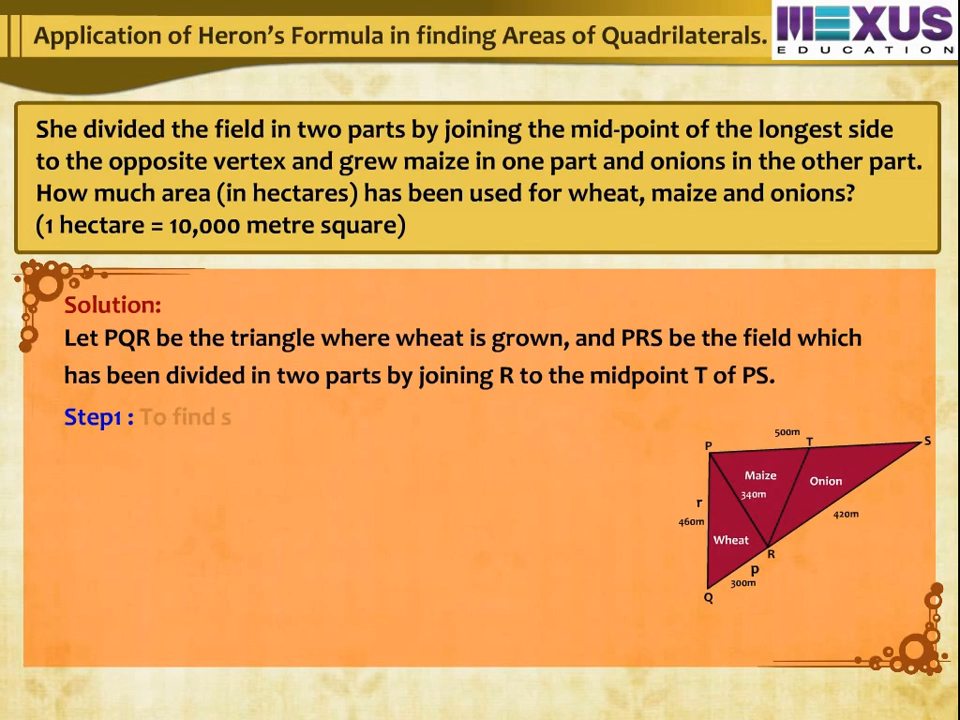 Application of Heron's Formula in finding Areas of Quadrilaterals.
MEXUS
EDUCATION
She divided the field in two parts by joining the mid-point of the longest side
to the opposite vertex and grew maize in one part and onions in the other part.
How much area (in hectares) has been used for wheat, maize and onions?
(1 hectare = 10,000 metre square)
Solution:
Let PQR be the triangle where wheat is grown, and PRS be the field which
has been divided in two parts by joining R to the midpoint T of PS.
Step1 : To find s
500m
P
T
S
Maize
Onion
340m
r
460m
420m
Wheat
R
p
300m
Q